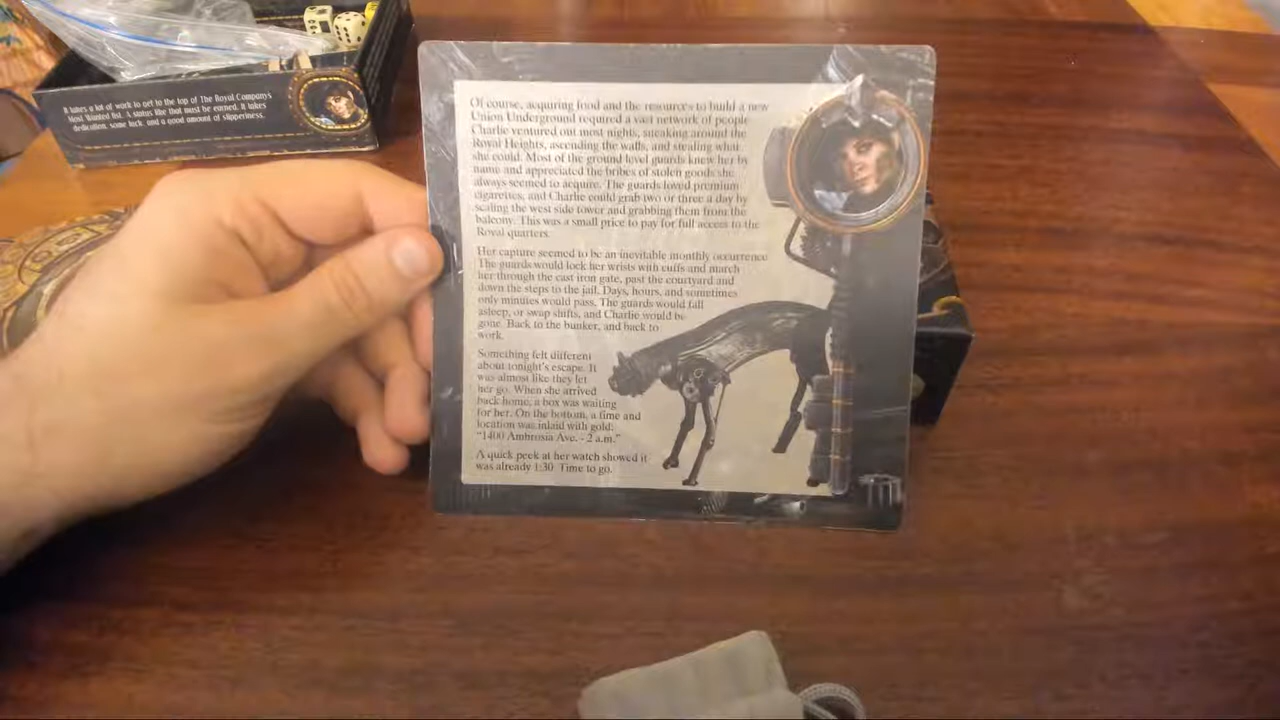 It takes a lot of work to get to the top of The Royal Company's
Most Wanted list. A status like that must be earned. It takes
dedication, some luck, and a good amount of slipperiness.
Of course, acquiring food and the resources to build a new
Union Underground required a vast network of people
Charlie ventured out most nights, sneaking around the
Royal Heights, ascending the walls, and stealing what
she could. Most of the ground level guards knew her by
name and appreciated the bribes of stolen goods she
always seemed to acquire. The guards loved premium
cigarettes, and Charlie could grab two or three a day by
scaling the west side tower and grabbing them from the
balcony. This was a small price to pay for full access to the
Royal quarters.
Her capture seemed to be an inevitable monthly occurrence
The guards would lock her wrists with cuffs and march
her through the cast iron gate, past the courtyard and
down the steps to the jail. Days, hours, and sometimes
only minutes would pass. The guards would fall
asleep, or swap shifts, and Charlie would be
gone. Back to the bunker, and back to
work.
Something felt different
about tonight's escape. It
was almost like they let
her go. When she arrived
back home, a box was waiting
for her. On the bottom, a time and
location was inlaid with gold:
"1400 Ambrosia Ave. - 2 a.m."
A quick peek at her watch showed it
was already 1:30. Time to go.